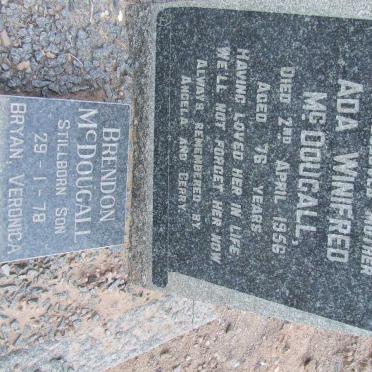 MOTHER
ADA WINIFRED
McDOUGALL,
DIED 2ND APRIL 1956
AGED 76 YEARS
HAVING LOVED HER IN LIFE
WE'LL NOT FORGET HER NOW
ALWAYS REMEMBERED BY
ANGELA AND GERRY.
BRENDON
McDOUGALL
STILLBORN SON
29-1-78
BRYAN, VERONICA